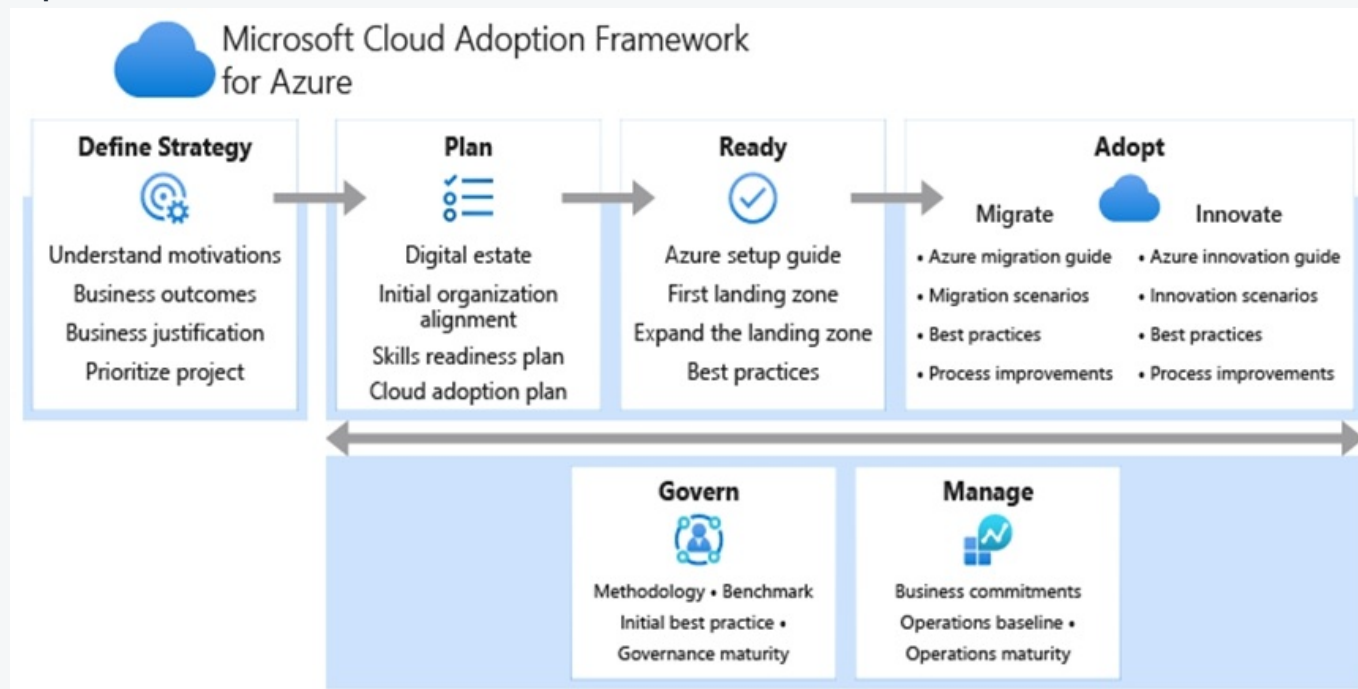 Microsoft Cloud Adoption Framework
for Azure
Define Strategy
Understand motivations
Business outcomes
Business justification
Prioritize project
Plan
Digital estate
Initial organization
alignment
Skills readiness plan
Cloud adoption plan
Ready
Azure setup guide
First landing zone
Expand the landing zone
Best practices
Adopt
Migrate
• Azure migration guide
• Migration scenarios
• Best practices
• Process improvements
Innovate
• Azure innovation guide
• Innovation scenarios
• Best practices
• Process improvements
Govern
Methodology • Benchmark
Initial best practice •
Governance maturity
Manage
Business commitments
Operations baseline •
Operations maturity